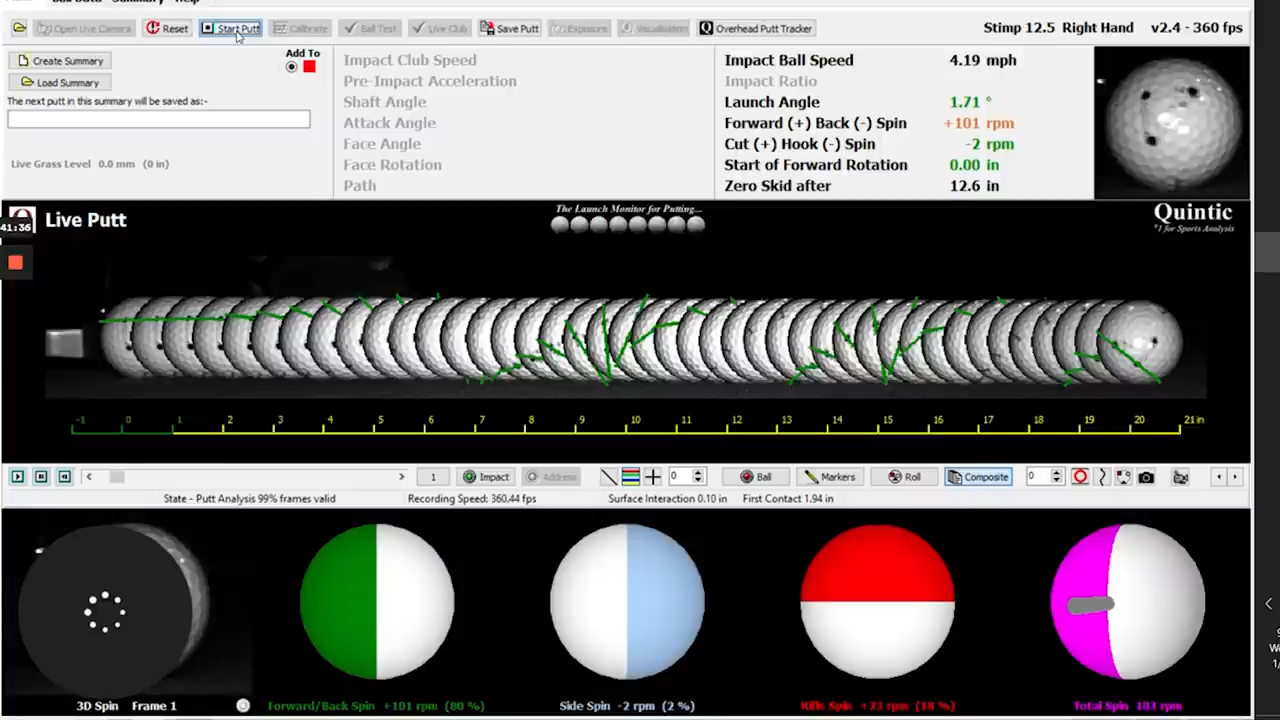 Open Live Camera Reset Start Putt Calibrate Ball Test Live Club Save Putt Exposure Visualisation Overhead Putt Tracker Stimp 12.5 Right Hand v2.4 - 360 fps
Create Summary
Load Summary
Add To
The next putt in this summary will be saved as:-
Live Grass Level 0.0 mm (0 in)
Impact Club Speed
Pre-Impact Acceleration
Shaft Angle
Attack Angle
Face Angle
Face Rotation
Path
Impact Ball Speed 4.19 mph
Impact Ratio
Launch Angle 1.71 °
Forward (+) Back (-) Spin +101 rpm
Cut (+) Hook (-) Spin -2 rpm
Start of Forward Rotation 0.00 in
Zero Skid after 12.6 in
41:36
Live Putt
The Launch Monitor for Putting...
Quintic
#1 for Sports Analysis
-1 0 1 2 3 4 5 6 7 8 9 10 11 12 13 14 15 16 17 18 19 20 21 in
1 Impact Address 0 Ball Markers Roll Composite 0
State - Putt Analysis 99% frames valid Recording Speed: 360.44 fps Surface Interaction 0.10 in First Contact 1.94 in
3D Spin Frame 1 Forward/Back Spin +101 rpm (80 %) Side Spin -2 rpm (2 %) Rifle Spin +23 rpm (18 %) Total Spin 103 rpm